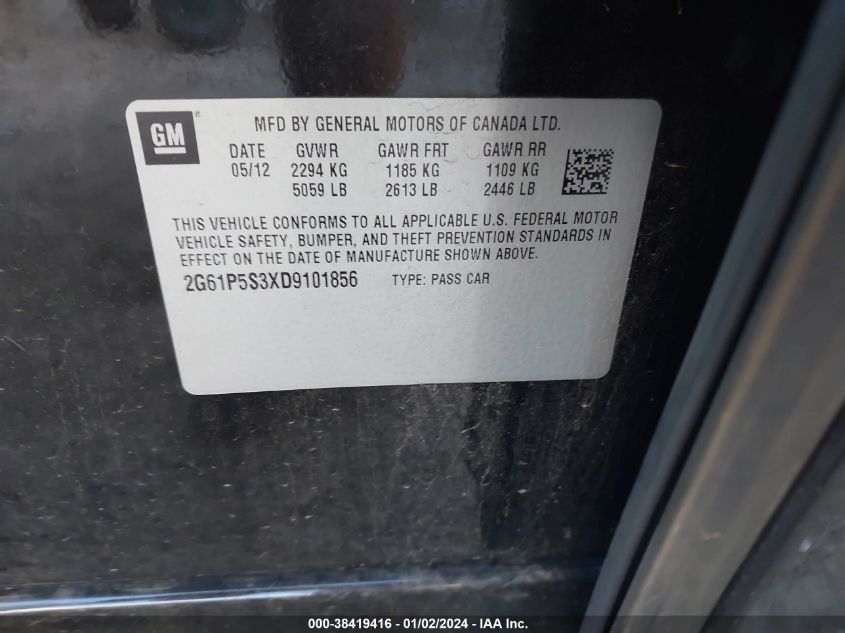 GM
MFD BY GENERAL MOTORS OF CANADA LTD.
DATE GVWR GAWR FRT GAWR RR
05/12 2294 KG 1185 KG 1109 KG
5059 LB 2613 LB 2446 LB
THIS VEHICLE CONFORMS TO ALL APPLICABLE U.S. FEDERAL MOTOR
VEHICLE SAFETY, BUMPER, AND THEFT PREVENTION STANDARDS IN
EFFECT ON THE DATE OF MANUFACTURE SHOWN ABOVE.
2G61P5S3XD9101856 TYPE: PASS CAR
000-38419416 - 01/02/2024 - IAA Inc.